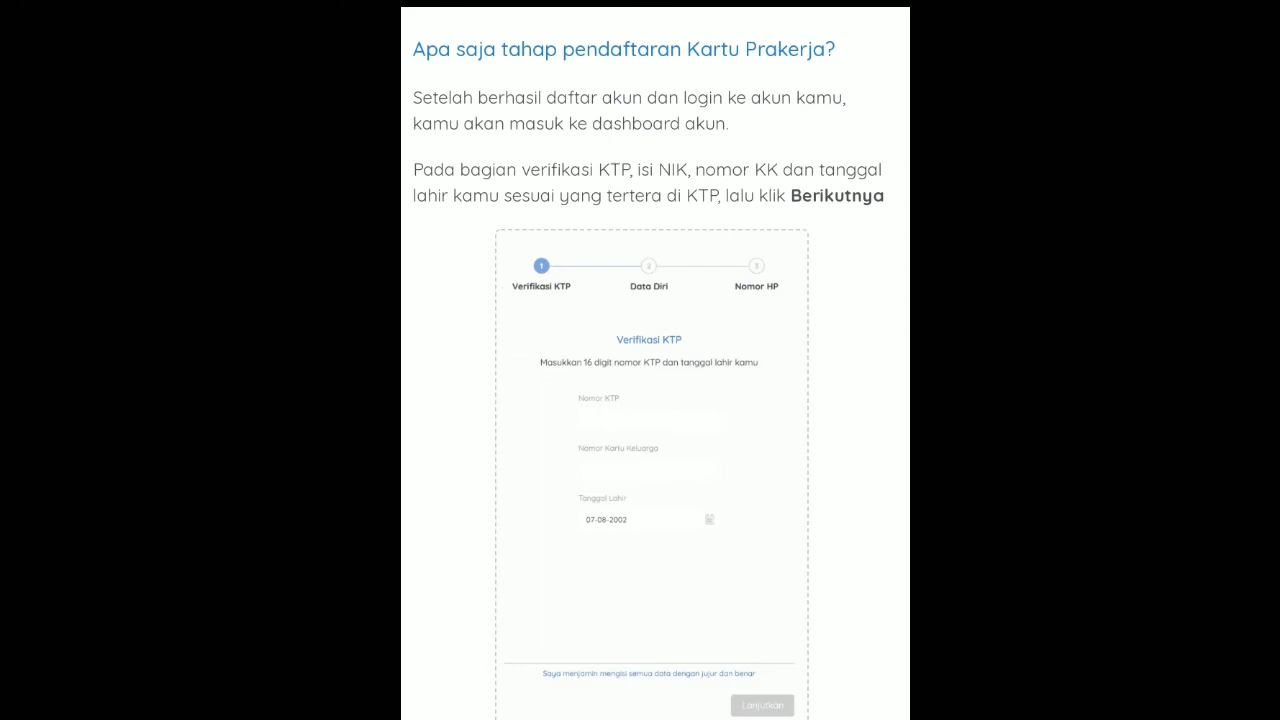 Apa saja tahap pendaftaran Kartu Prakerja?
Setelah berhasil daftar akun dan login ke akun kamu,
kamu akan masuk ke dashboard akun.
Pada bagian verifikasi KTP, isi NIK, nomor KK dan tanggal
lahir kamu sesuai yang tertera di KTP, lalu klik Berikutnya
1 2 3
Verifikasi KTP Data Diri Nomor HP
Verifikasi KTP
Masukkan 16 digit nomor KTP dan tanggal lahir kamu
Nomor KTP
Nomor Kartu Keluarga
Tanggal Lahir
07-08-2002
Saya menjamin mengisi semua data dengan jujur dan benar
Lanjutkan